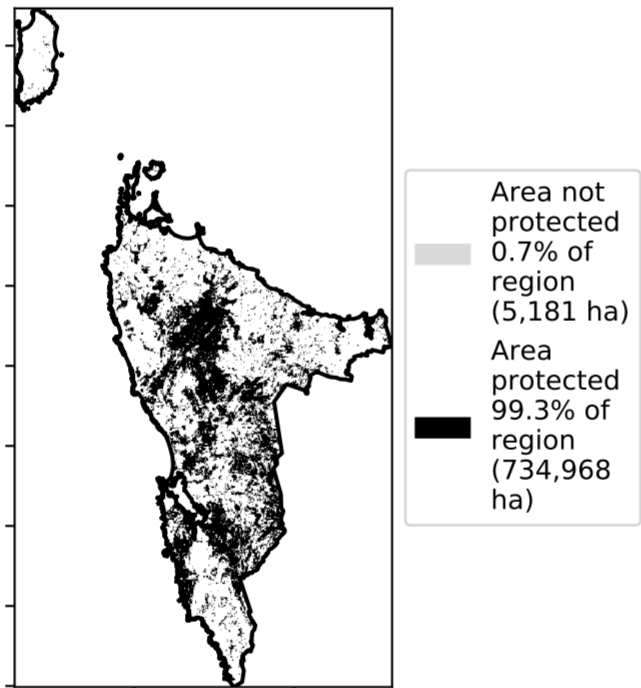 Area not
protected
0.7% of
region
(5,181 ha)
Area
protected
99.3% of
region
(734,968
ha)